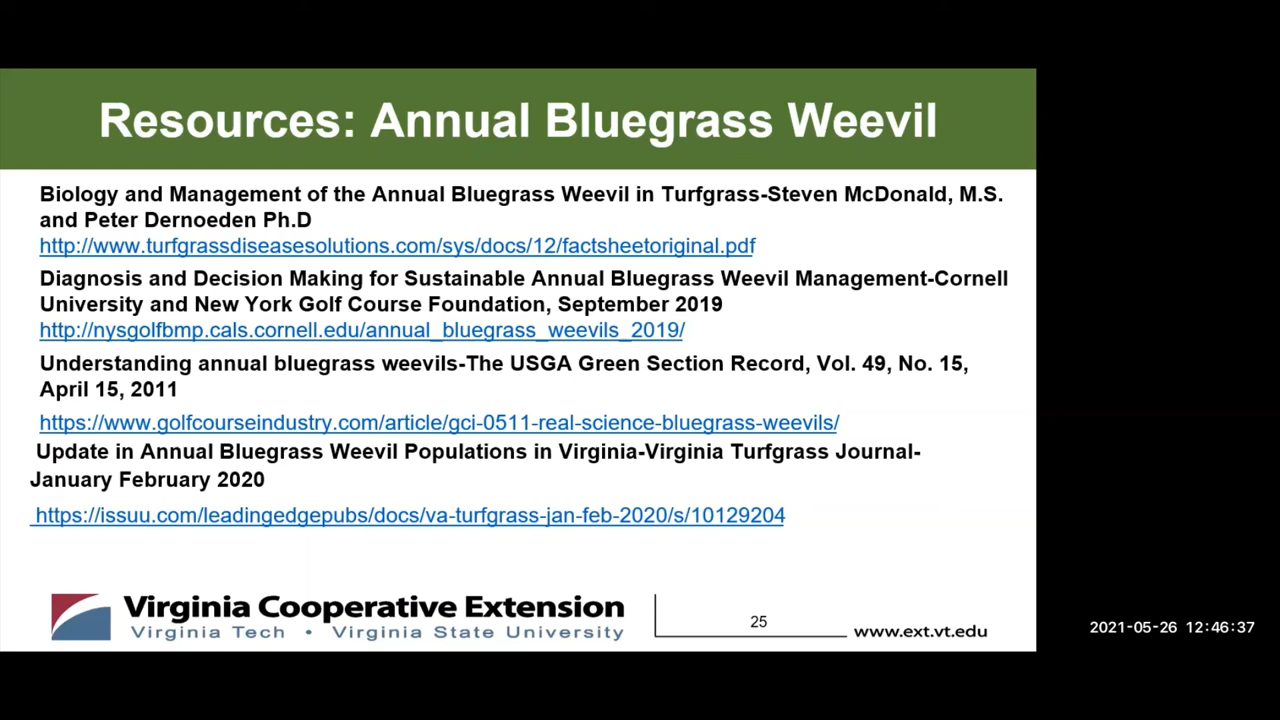 Resources: Annual Bluegrass Weevil
Biology and Management of the Annual Bluegrass Weevil in Turfgrass-Steven McDonald, M.S.
and Peter Dernoeden Ph.D
http://www.turfgrassdiseasesolutions.com/sys/docs/12/factsheetoriginal.pdf
Diagnosis and Decision Making for Sustainable Annual Bluegrass Weevil Management-Cornell
University and New York Golf Course Foundation, September 2019
http://nysgolfbmp.cals.cornell.edu/annual_bluegrass_weevils_2019/
Understanding annual bluegrass weevils-The USGA Green Section Record, Vol. 49, No. 15,
April 15, 2011
https://www.golfcourseindustry.com/article/gci-0511-real-science-bluegrass-weevils/
Update in Annual Bluegrass Weevil Populations in Virginia-Virginia Turfgrass Journal-
January February 2020
https://issuu.com/leadingedgepubs/docs/va-turfgrass-jan-feb-2020/s/10129204
Virginia Cooperative Extension
Virginia Tech • Virginia State University
25
www.ext.vt.edu
2021-05-26 12:46:37